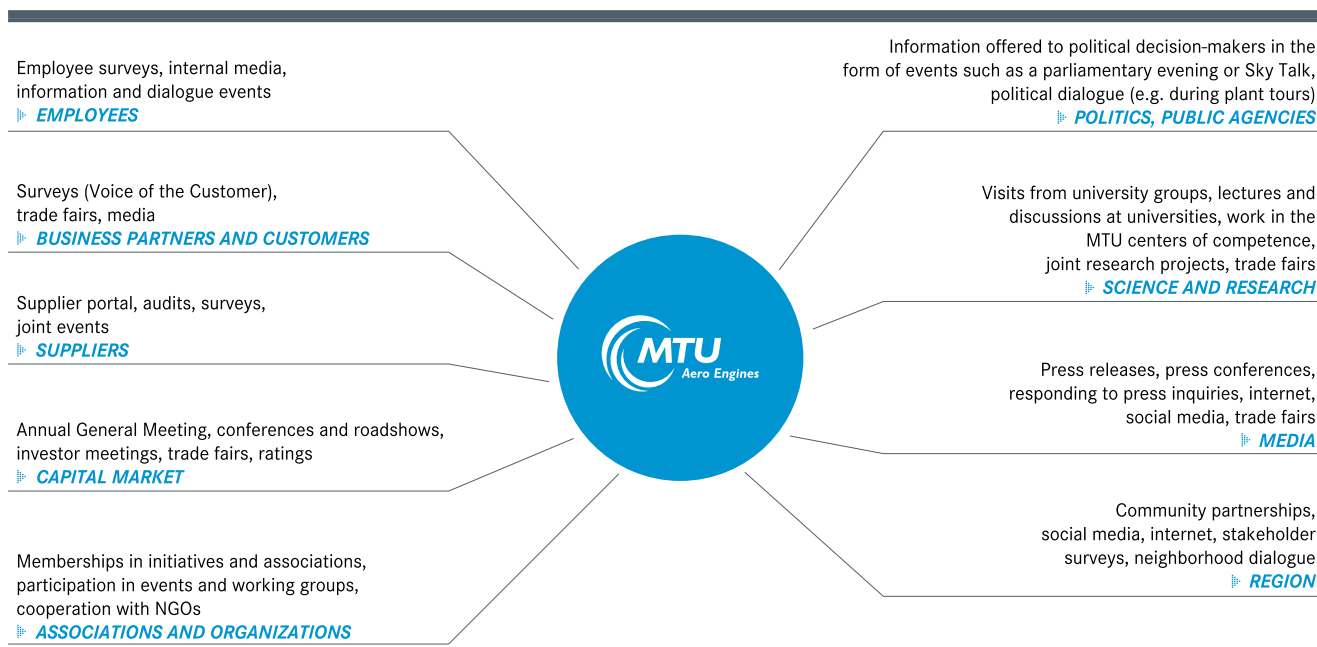 Employee surveys, internal media,
information and dialogue events
EMPLOYEES
Surveys (Voice of the Customer),
trade fairs, media
BUSINESS PARTNERS AND CUSTOMERS
Supplier portal, audits, surveys,
joint events
SUPPLIERS
Annual General Meeting, conferences and roadshows,
investor meetings, trade fairs, ratings
CAPITAL MARKET
Memberships in initiatives and associations,
participation in events and working groups,
cooperation with NGOs
ASSOCIATIONS AND ORGANIZATIONS
MTU
Aero Engines
Information offered to political decision-makers in the
form of events such as a parliamentary evening or Sky Talk,
political dialogue (e.g. during plant tours)
POLITICS, PUBLIC AGENCIES
Visits from university groups, lectures and
discussions at universities, work in the
MTU centers of competence,
joint research projects, trade fairs
SCIENCE AND RESEARCH
Press releases, press conferences,
responding to press inquiries, internet,
social media, trade fairs
MEDIA
Community partnerships,
social media, internet, stakeholder
surveys, neighborhood dialogue
REGION